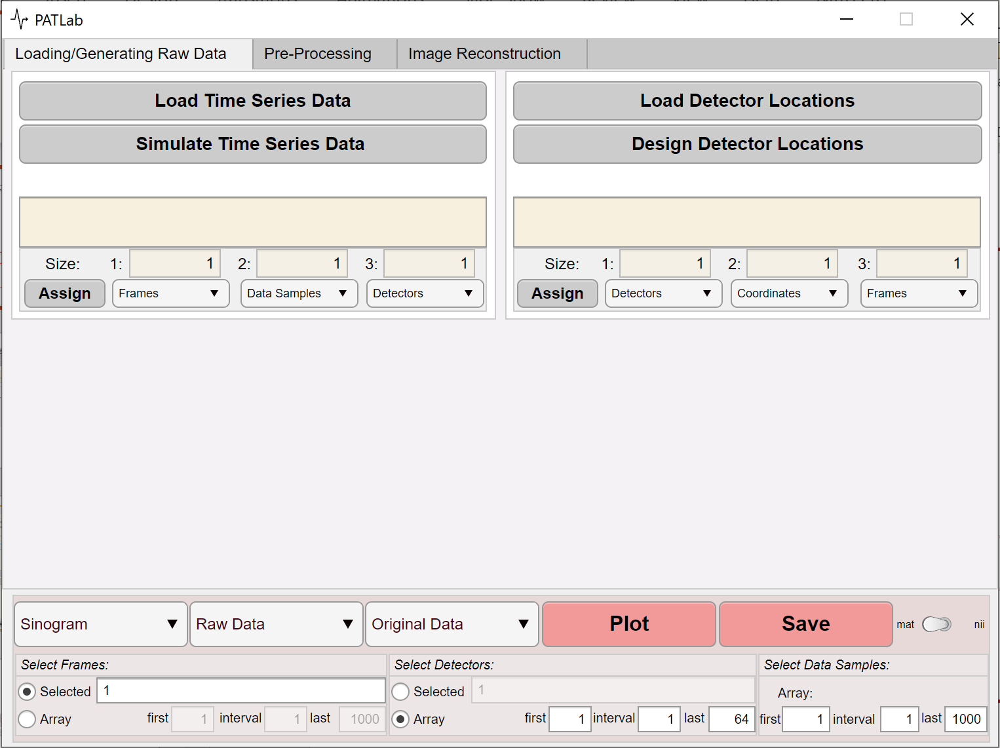 PATLab
Loading/Generating Raw Data
Pre-Processing
Image Reconstruction
Load Time Series Data
Simulate Time Series Data
Size: 1: 1 2: 1 3: 1
Assign Frames Data Samples Detectors
Load Detector Locations
Design Detector Locations
Size: 1: 1 2: 1 3: 1
Assign Detectors Coordinates Frames
Sinogram Raw Data Original Data Plot Save mat nii
Select Frames:
Selected 1
Array first 1 interval 1 last 1000
Select Detectors:
Selected 1
Array first 1 interval 1 last 64
Select Data Samples:
Array:
first 1 interval 1 last 1000